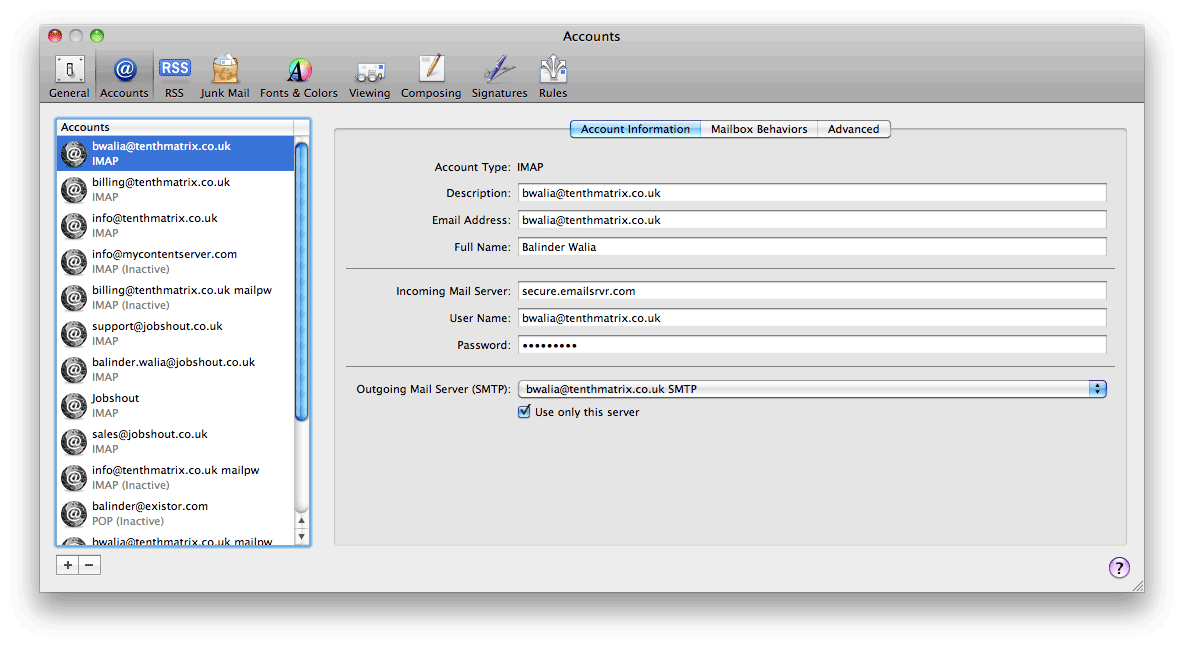 Accounts
General Accounts RSS RSS Junk Mail Fonts & Colors Viewing Composing Signatures Rules
Accounts
bwalia@tenthmatrix.co.uk
IMAP
billing@tenthmatrix.co.uk
IMAP
info@tenthmatrix.co.uk
IMAP
info@mycontentserver.com
IMAP (Inactive)
billing@tenthmatrix.co.uk mailpw
IMAP (Inactive)
support@jobshout.co.uk
IMAP
balinder.walia@jobshout.co.uk
IMAP
Jobshout
IMAP
sales@jobshout.co.uk
IMAP
info@tenthmatrix.co.uk mailpw
IMAP (Inactive)
balinder@existor.com
POP (Inactive)
bwalia@tenthmatrix.co.uk mailpw
Account Information Mailbox Behaviors Advanced
Account Type: IMAP
Description: bwalia@tenthmatrix.co.uk
Email Address: bwalia@tenthmatrix.co.uk
Full Name: Balinder Walia
Incoming Mail Server: secure.emailsrvr.com
User Name: bwalia@tenthmatrix.co.uk
Password: •••••••••
Outgoing Mail Server (SMTP): bwalia@tenthmatrix.co.uk SMTP
Use only this server
+ − ?